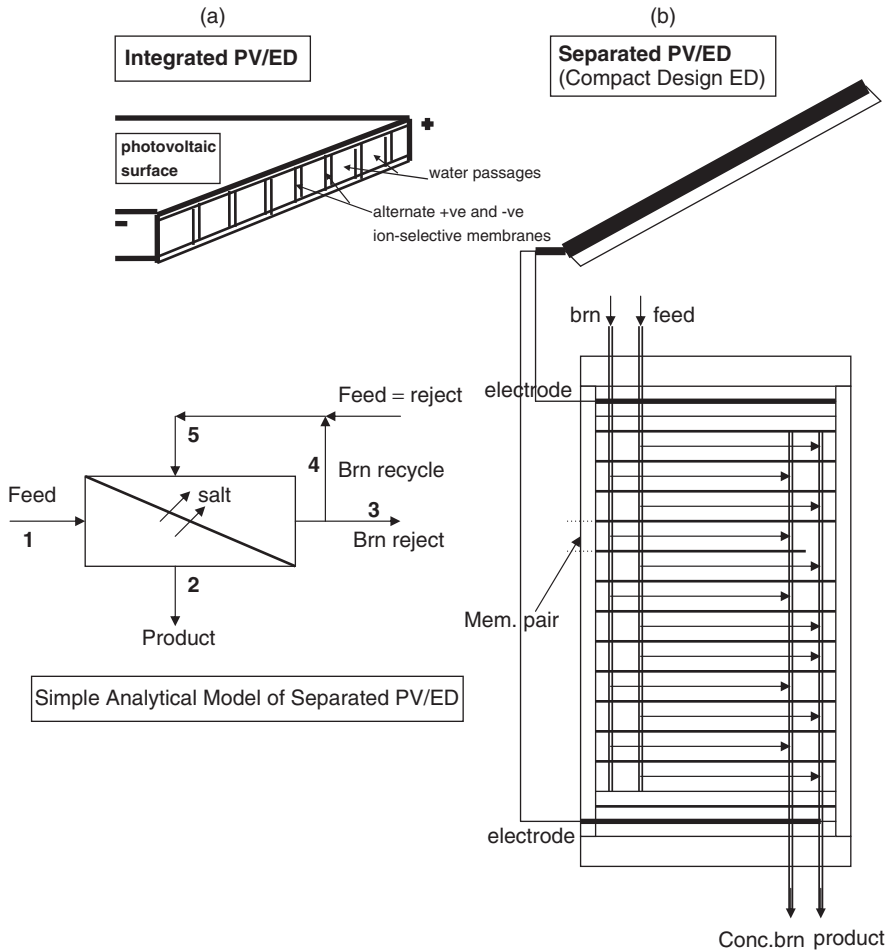 (a)
Integrated PV/ED
photovoltaic
surface
+
-
water passages
alternate +ve and -ve
ion-selective membranes
Feed = reject
5
4
Brn recycle
Feed
salt
1
3
Brn reject
2
Product
Simple Analytical Model of Separated PV/ED
(b)
Separated PV/ED
(Compact Design ED)
brn
feed
electrode
Mem. pair
electrode
Conc.brn
product